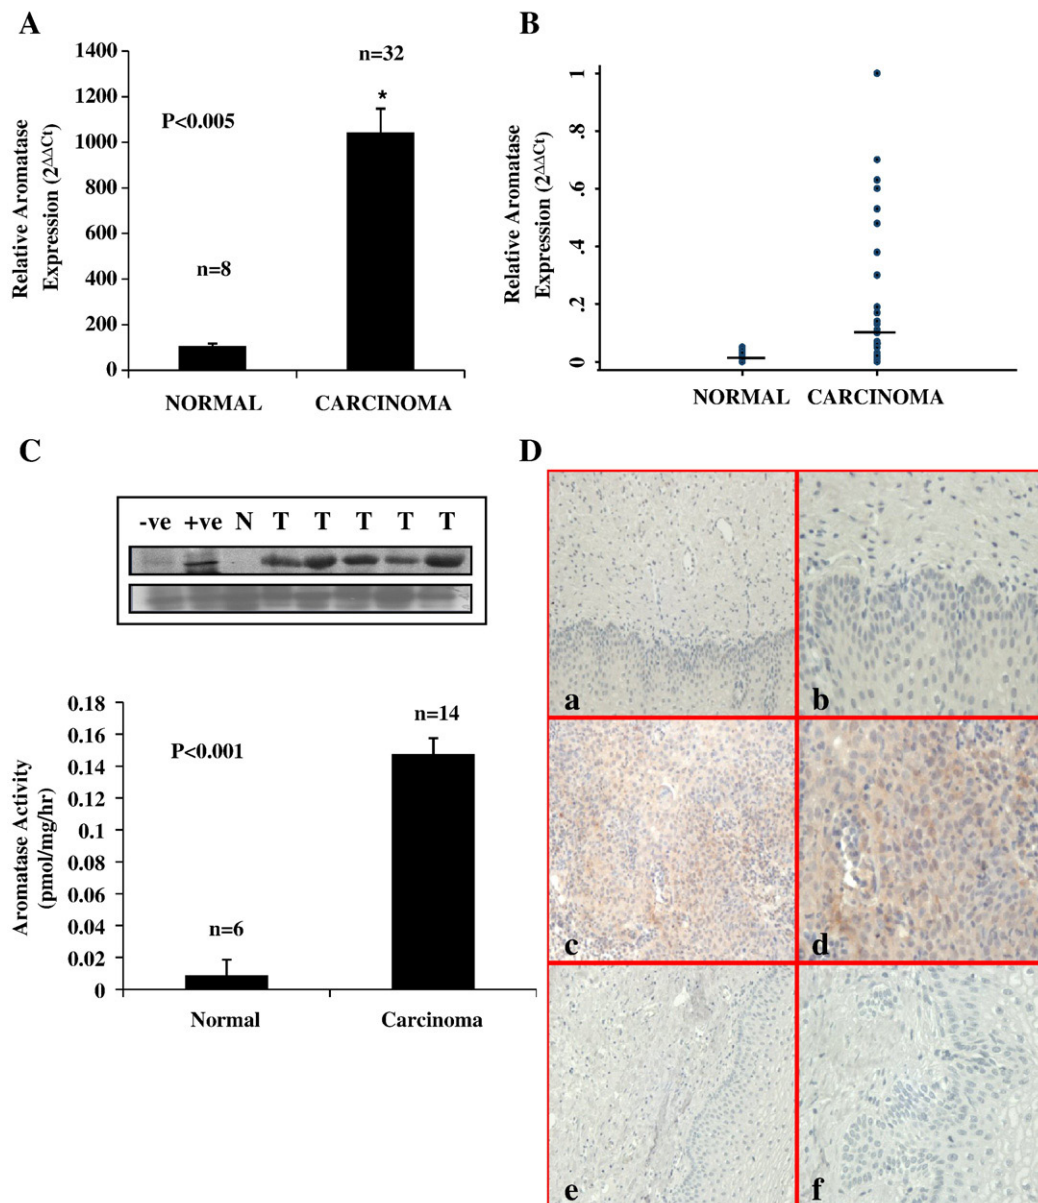 A
Relative Aromatase
Expression (2ΔΔCt)
1400
1200
1000
800
600
400
200
0
P<0.005
n=8
n=32
*
NORMAL
CARCINOMA
B
Relative Aromatase
Expression (2ΔΔCt)
1
.8
.6
.4
.2
0
NORMAL CARCINOMA
C
-ve +ve N T T T T T
Aromatase Activity
(pmol/mg/hr)
0.18
0.16
0.14
0.12
0.1
0.08
0.06
0.04
0.02
0
P<0.001
n=6
n=14
Normal
Carcinoma
D
a
b
c
d
e
f